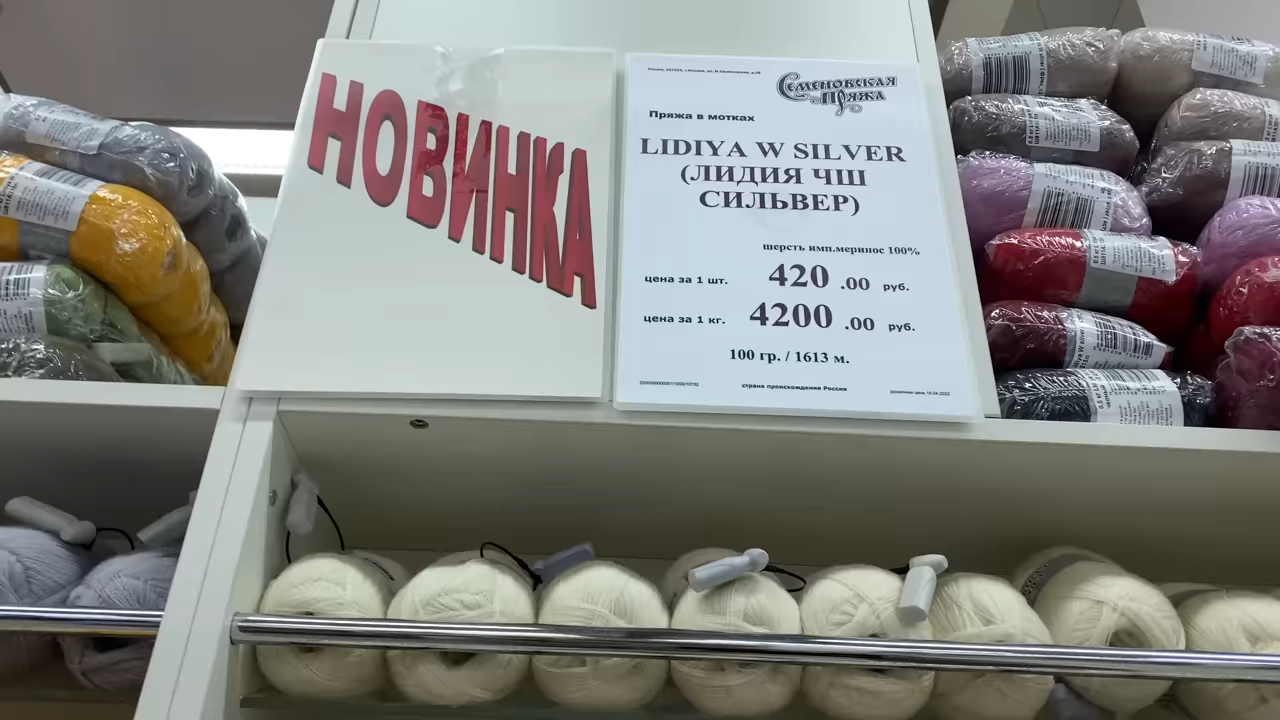 НОВИНКА
Семеновская
Пряжа
Пряжа в мотках
LIDIYA W SILVER
(ЛИДИЯ ЧШ
СИЛЬВЕР)
шерсть имп.меринос 100%
цена за 1 шт. 420 .00 руб.
цена за 1 кг. 4200 .00 руб.
100 гр. / 1613 м.
страна происхождения Россия